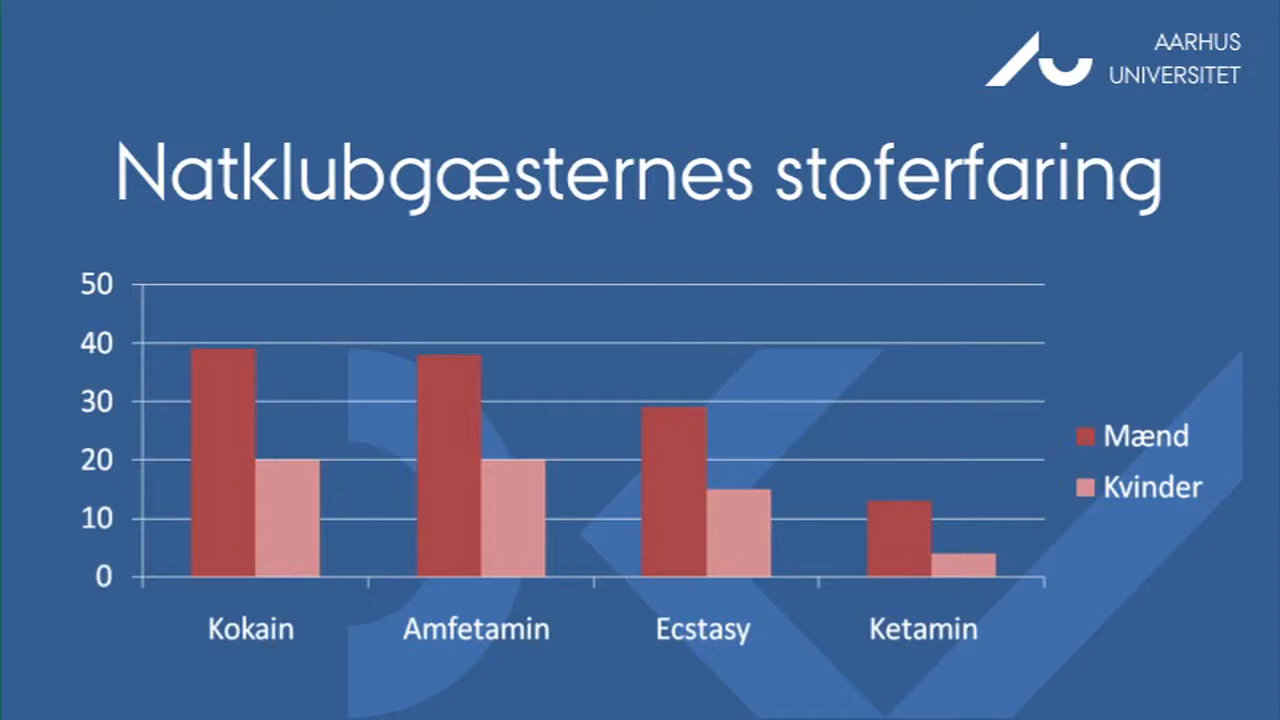 AARHUS
UNIVERSITET
Natklubgæsternes stoferfaring
50
40
30
20
10
0
Mænd
Kvinder
Kokain
Amfetamin
Ecstasy
Ketamin